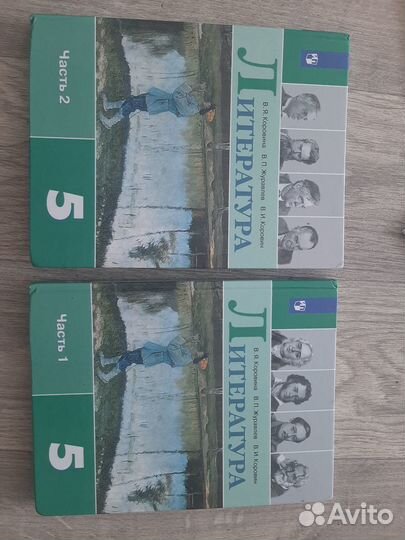 В. Я. Коровина В. П. Журавлев В. И. Коровин
ЛИТЕРАТУРА
Часть 2
5
В. Я. Коровина В. П. Журавлев В. И. Коровин
ЛИТЕРАТУРА
Часть 1
5
Avito